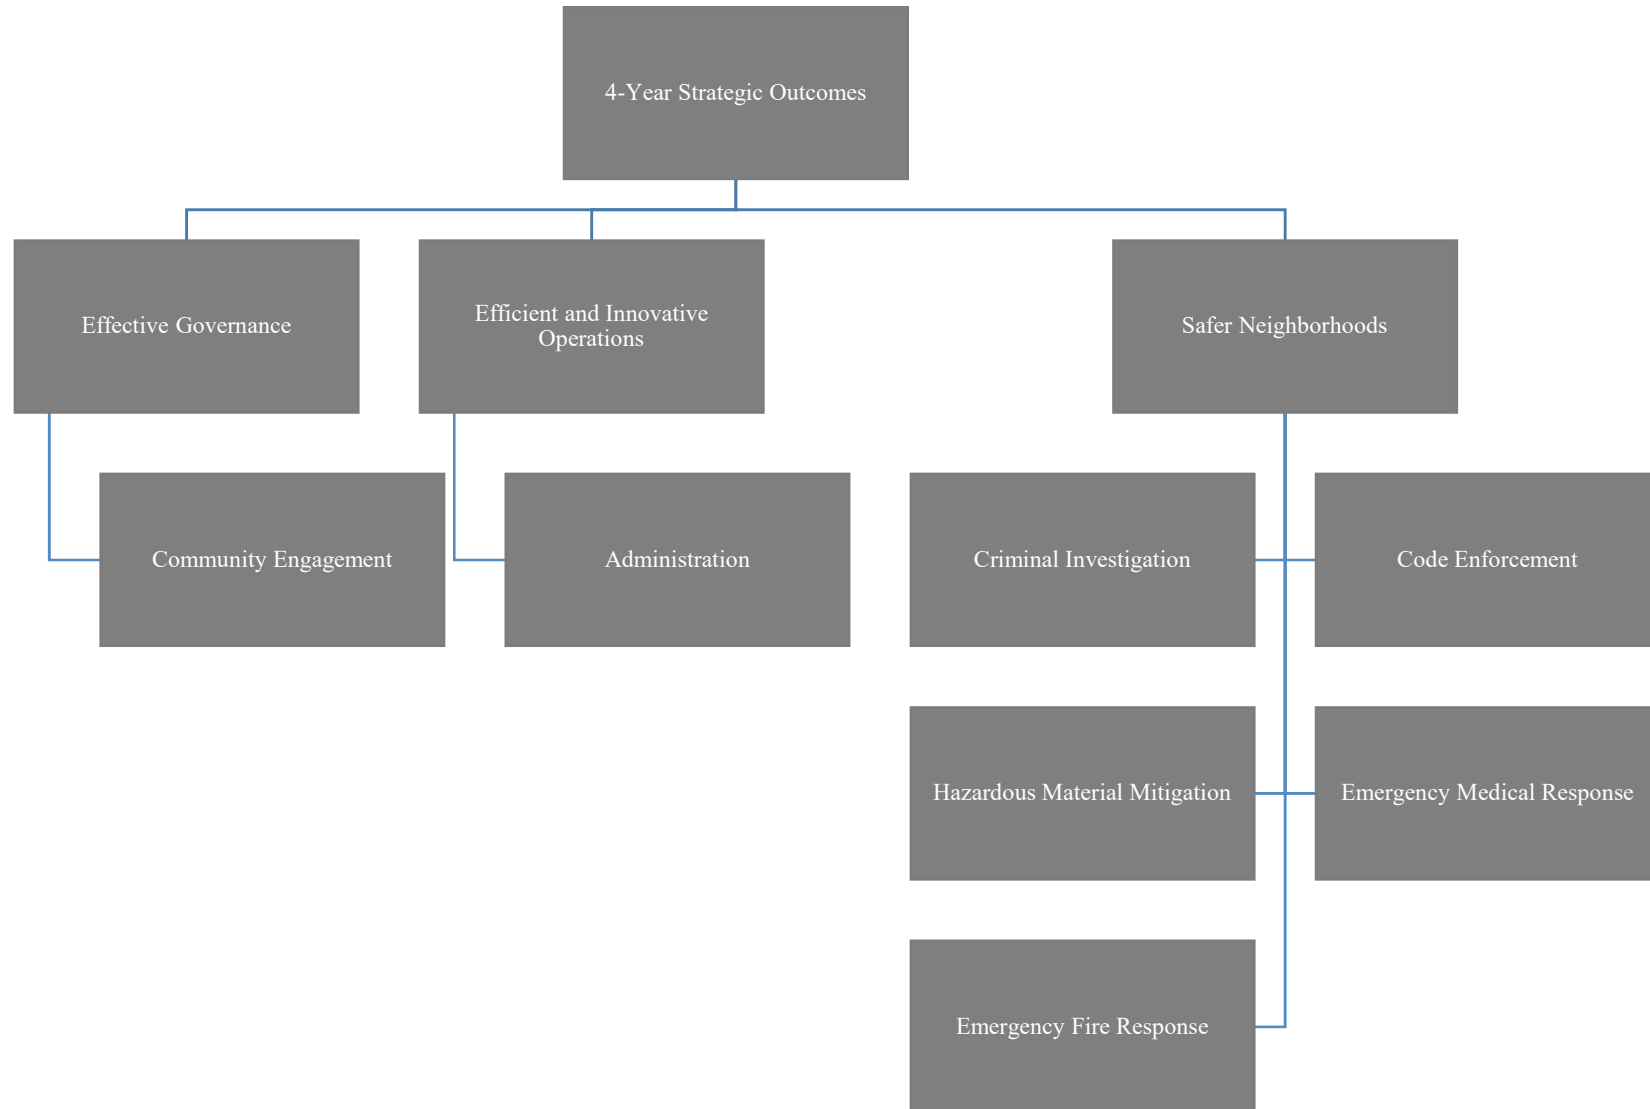 4-Year Strategic Outcomes
Effective Governance
Efficient and Innovative
Operations
Safer Neighborhoods
Community Engagement
Administration
Criminal Investigation
Code Enforcement
Hazardous Material Mitigation
Emergency Medical Response
Emergency Fire Response